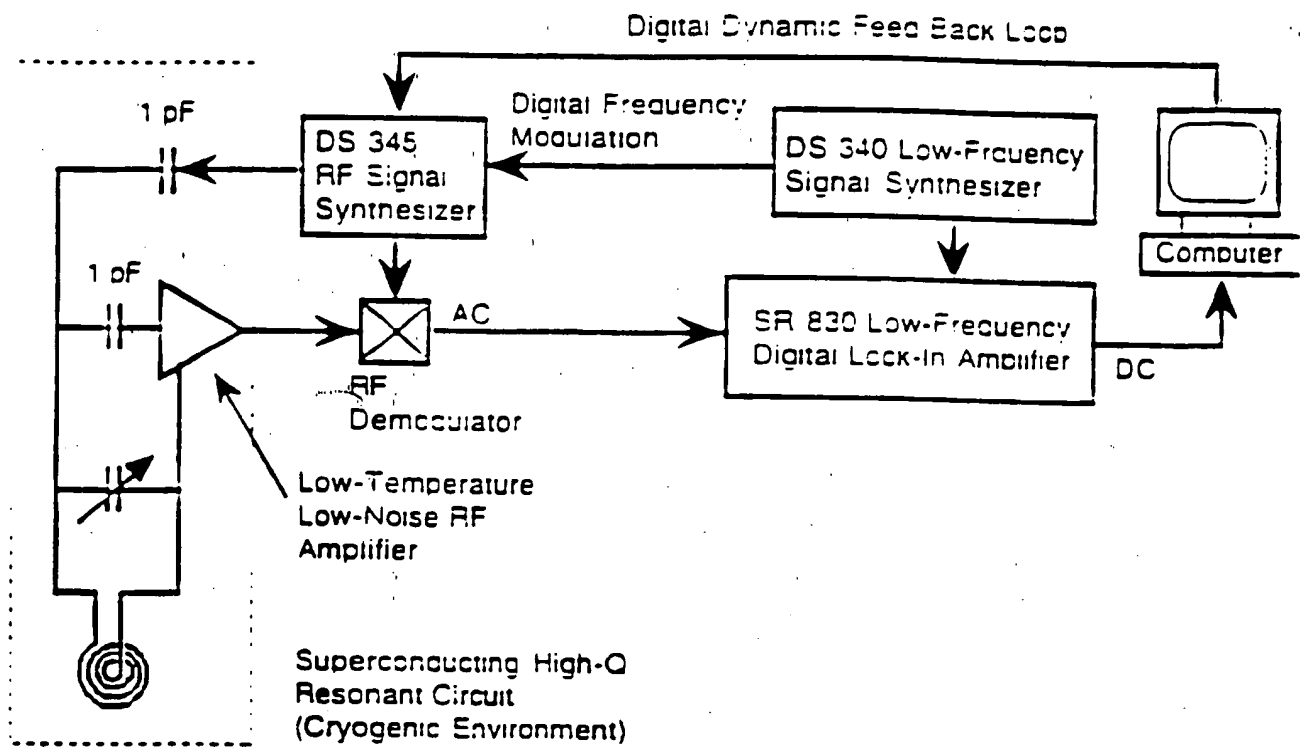 Digital Dynamic Feed Back Loop
1 pF
DS 345
RF Signal
Synthesizer
Digital Frequency
Modulation
DS 340 Low-Fruency
Signal Synthesizer
Computer
1 pF
AC
SR 830 Low-Frequency
Digital Lock-In Amplifier
DC
RF
Demodulator
Low-Temperature
Low-Noise RF
Amplifier
Superconducting High-Q
Resonant Circuit
(Cryogenic Environment)